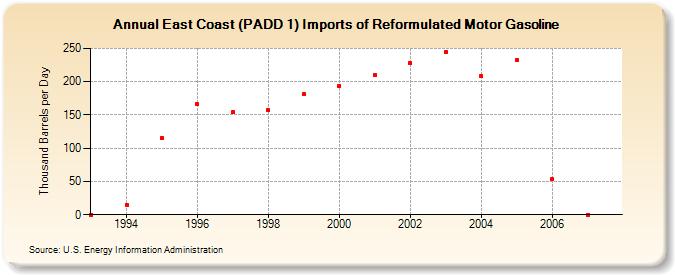 Annual East Coast (PADD 1) Imports of Reformulated Motor Gasoline
Thousand Barrels per Day
250
200
150
100
50
0
1994 1996 1998 2000 2002 2004 2006
Source: U.S. Energy Information Administration